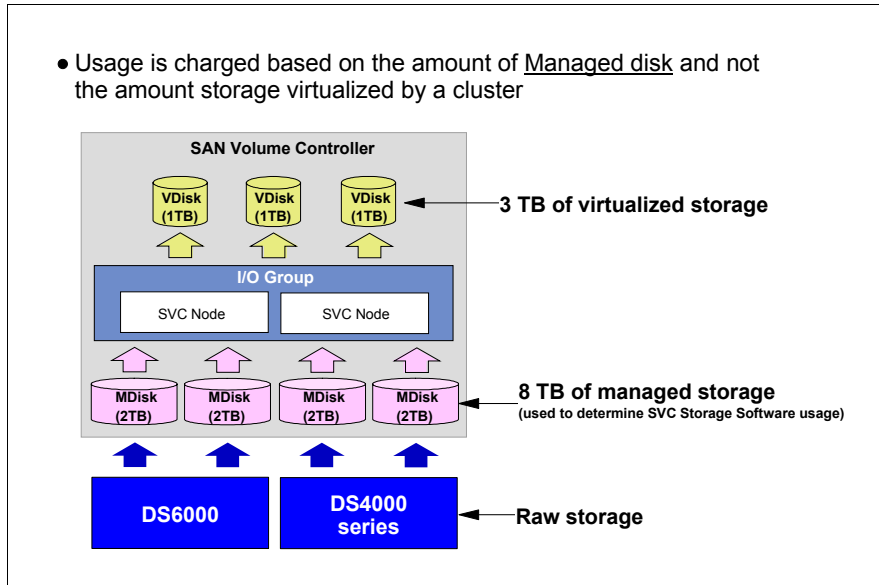 ● Usage is charged based on the amount of Managed disk and not
the amount storage virtualized by a cluster
SAN Volume Controller
VDisk
(1TB)
VDisk
(1TB)
VDisk
(1TB)
3 TB of virtualized storage
I/O Group
SVC Node
SVC Node
MDisk
(2TB)
MDisk
(2TB)
MDisk
(2TB)
MDisk
(2TB)
8 TB of managed storage
(used to determine SVC Storage Software usage)
DS6000
DS4000
series
Raw storage